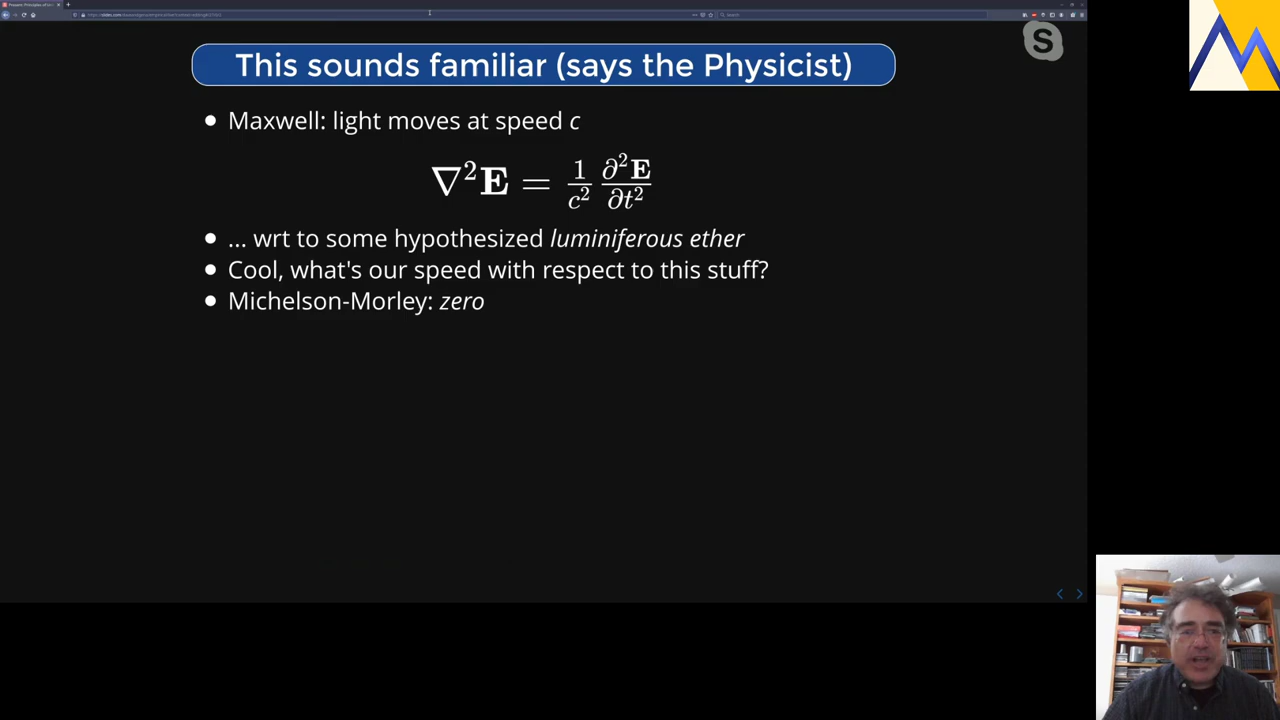 This sounds familiar (says the Physicist)
S
• Maxwell: light moves at speed c
∇²E = 1/c² ∂²E/∂t²
• ... wrt to some hypothesized luminiferous ether
• Cool, what's our speed with respect to this stuff?
• Michelson-Morley: zero